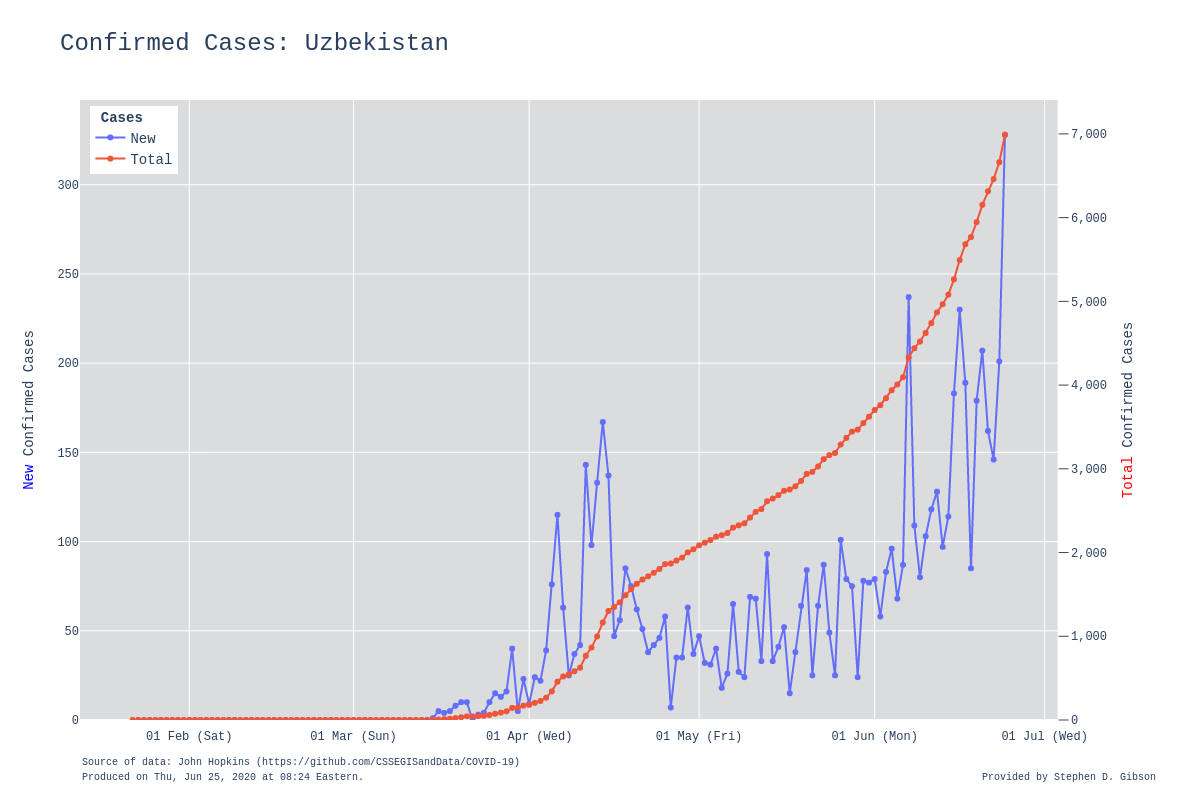 Confirmed Cases: Uzbekistan
Cases
New
Total
300
250
200
150
100
50
0
7,000
6,000
5,000
4,000
3,000
2,000
1,000
0
New Confirmed Cases
Total Confirmed Cases
01 Feb (Sat)
01 Mar (Sun)
01 Apr (Wed)
01 May (Fri)
01 Jun (Mon)
01 Jul (Wed)
Source of data: John Hopkins (https://github.com/CSSEGISandData/COVID-19)
Produced on Thu, Jun 25, 2020 at 08:24 Eastern.
Provided by Stephen D. Gibson